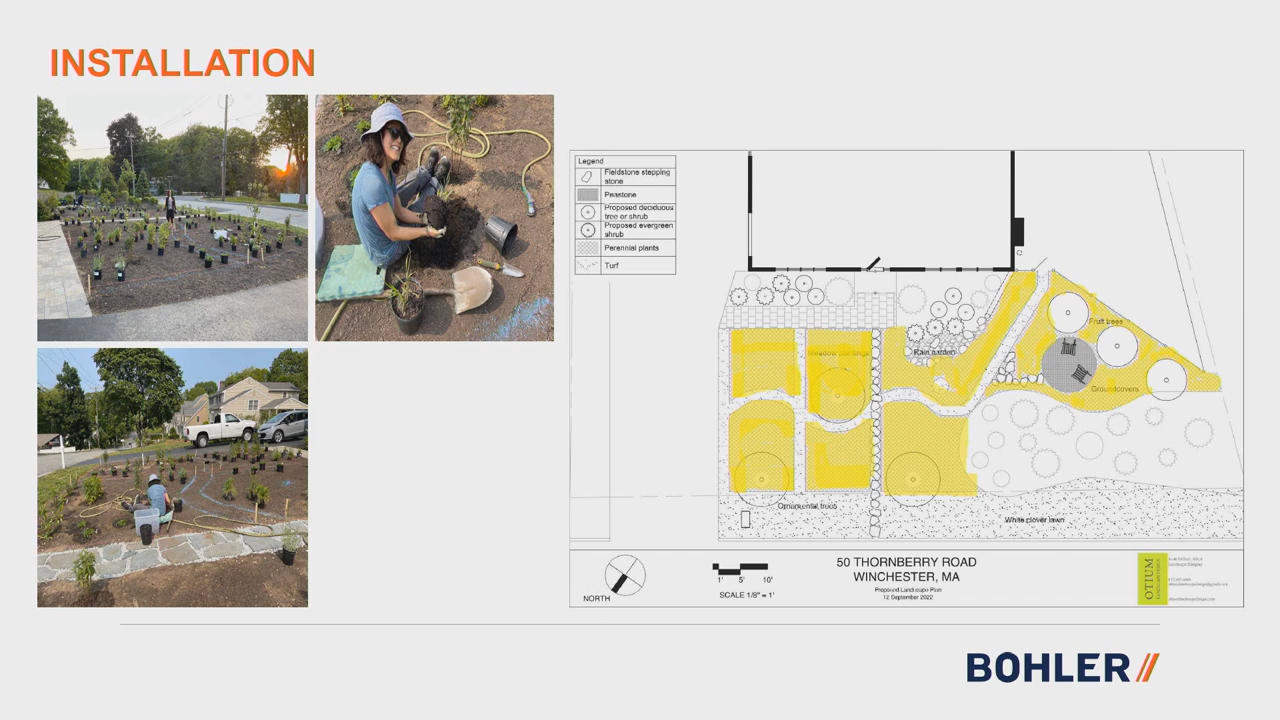 INSTALLATION
Legend
Fieldstone stepping
stone
Peastone
Proposed deciduous
tree or shrub
Proposed evergreen
shrub
Perennial plants
Turf
Fruit trees
Meadow plantings
Rain garden
Groundcovers
Ornamental trees
White clover lawn
NORTH
1' 5' 10'
SCALE 1/8" = 1'
50 THORNBERRY ROAD
WINCHESTER, MA
Proposed Landscape Plan
12 September 2022
OTIUM
BOHLER//